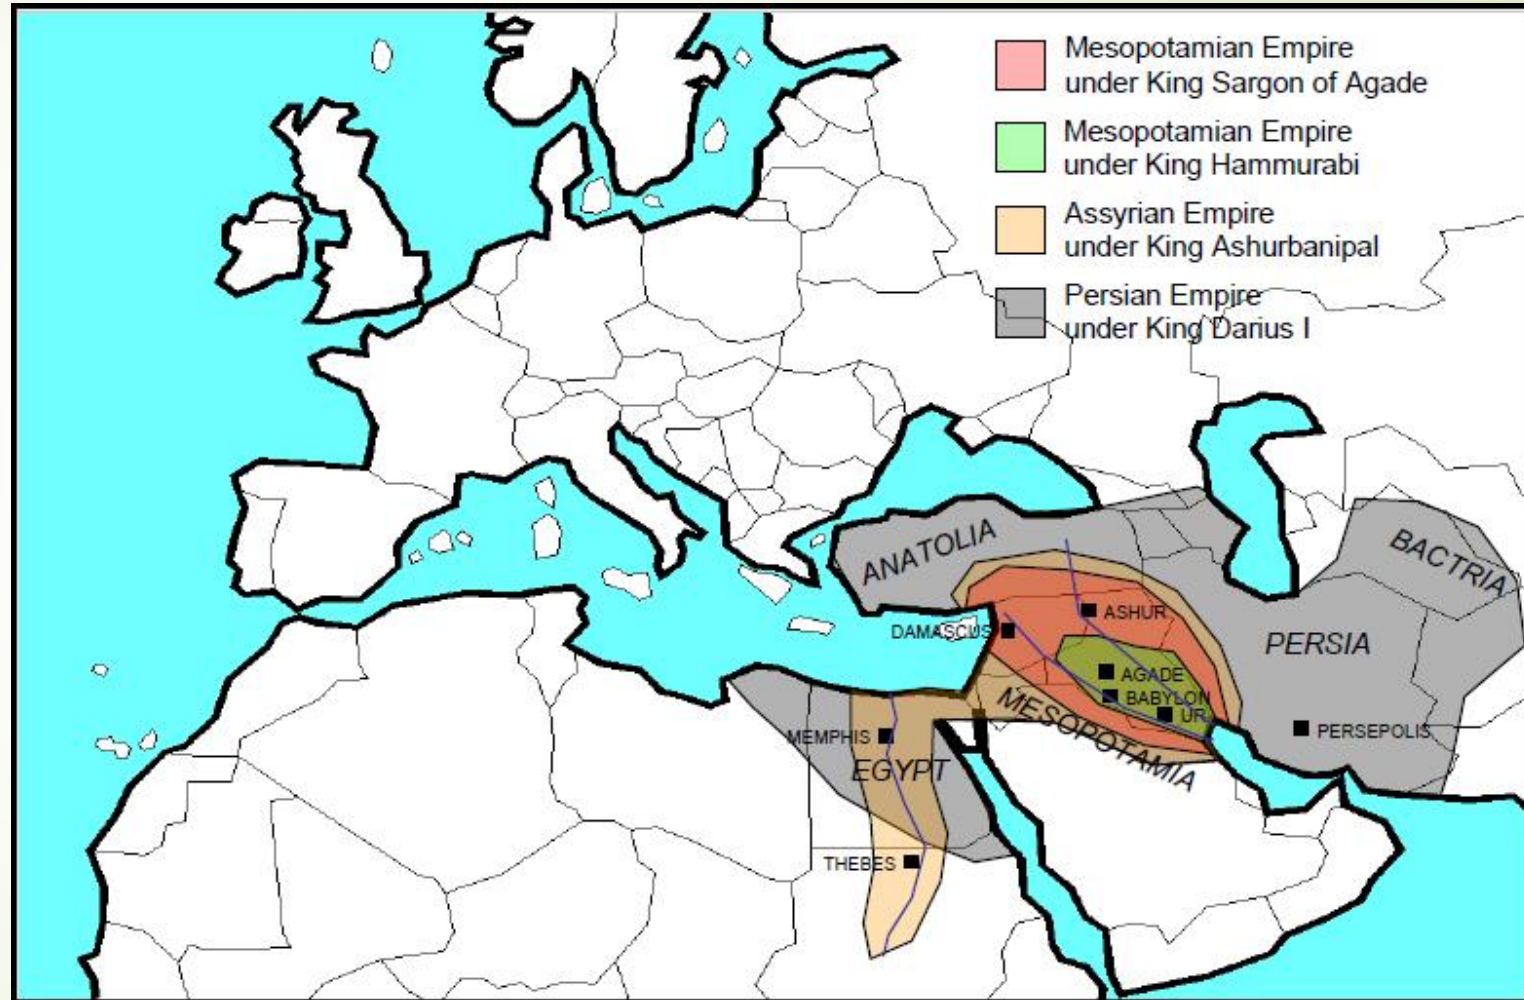 Mesopotamian Empire
under King Sargon of Agade
Mesopotamian Empire
under King Hammurabi
Assyrian Empire
under King Ashurbanipal
Persian Empire
under King Darius I
ANATOLIA
BACTRIA
ASHUR
DAMASCUS
PERSIA
AGADE
BABYLON
UR
MESOPOTAMIA
PERSEPOLIS
MEMPHIS
EGYPT
THEBES